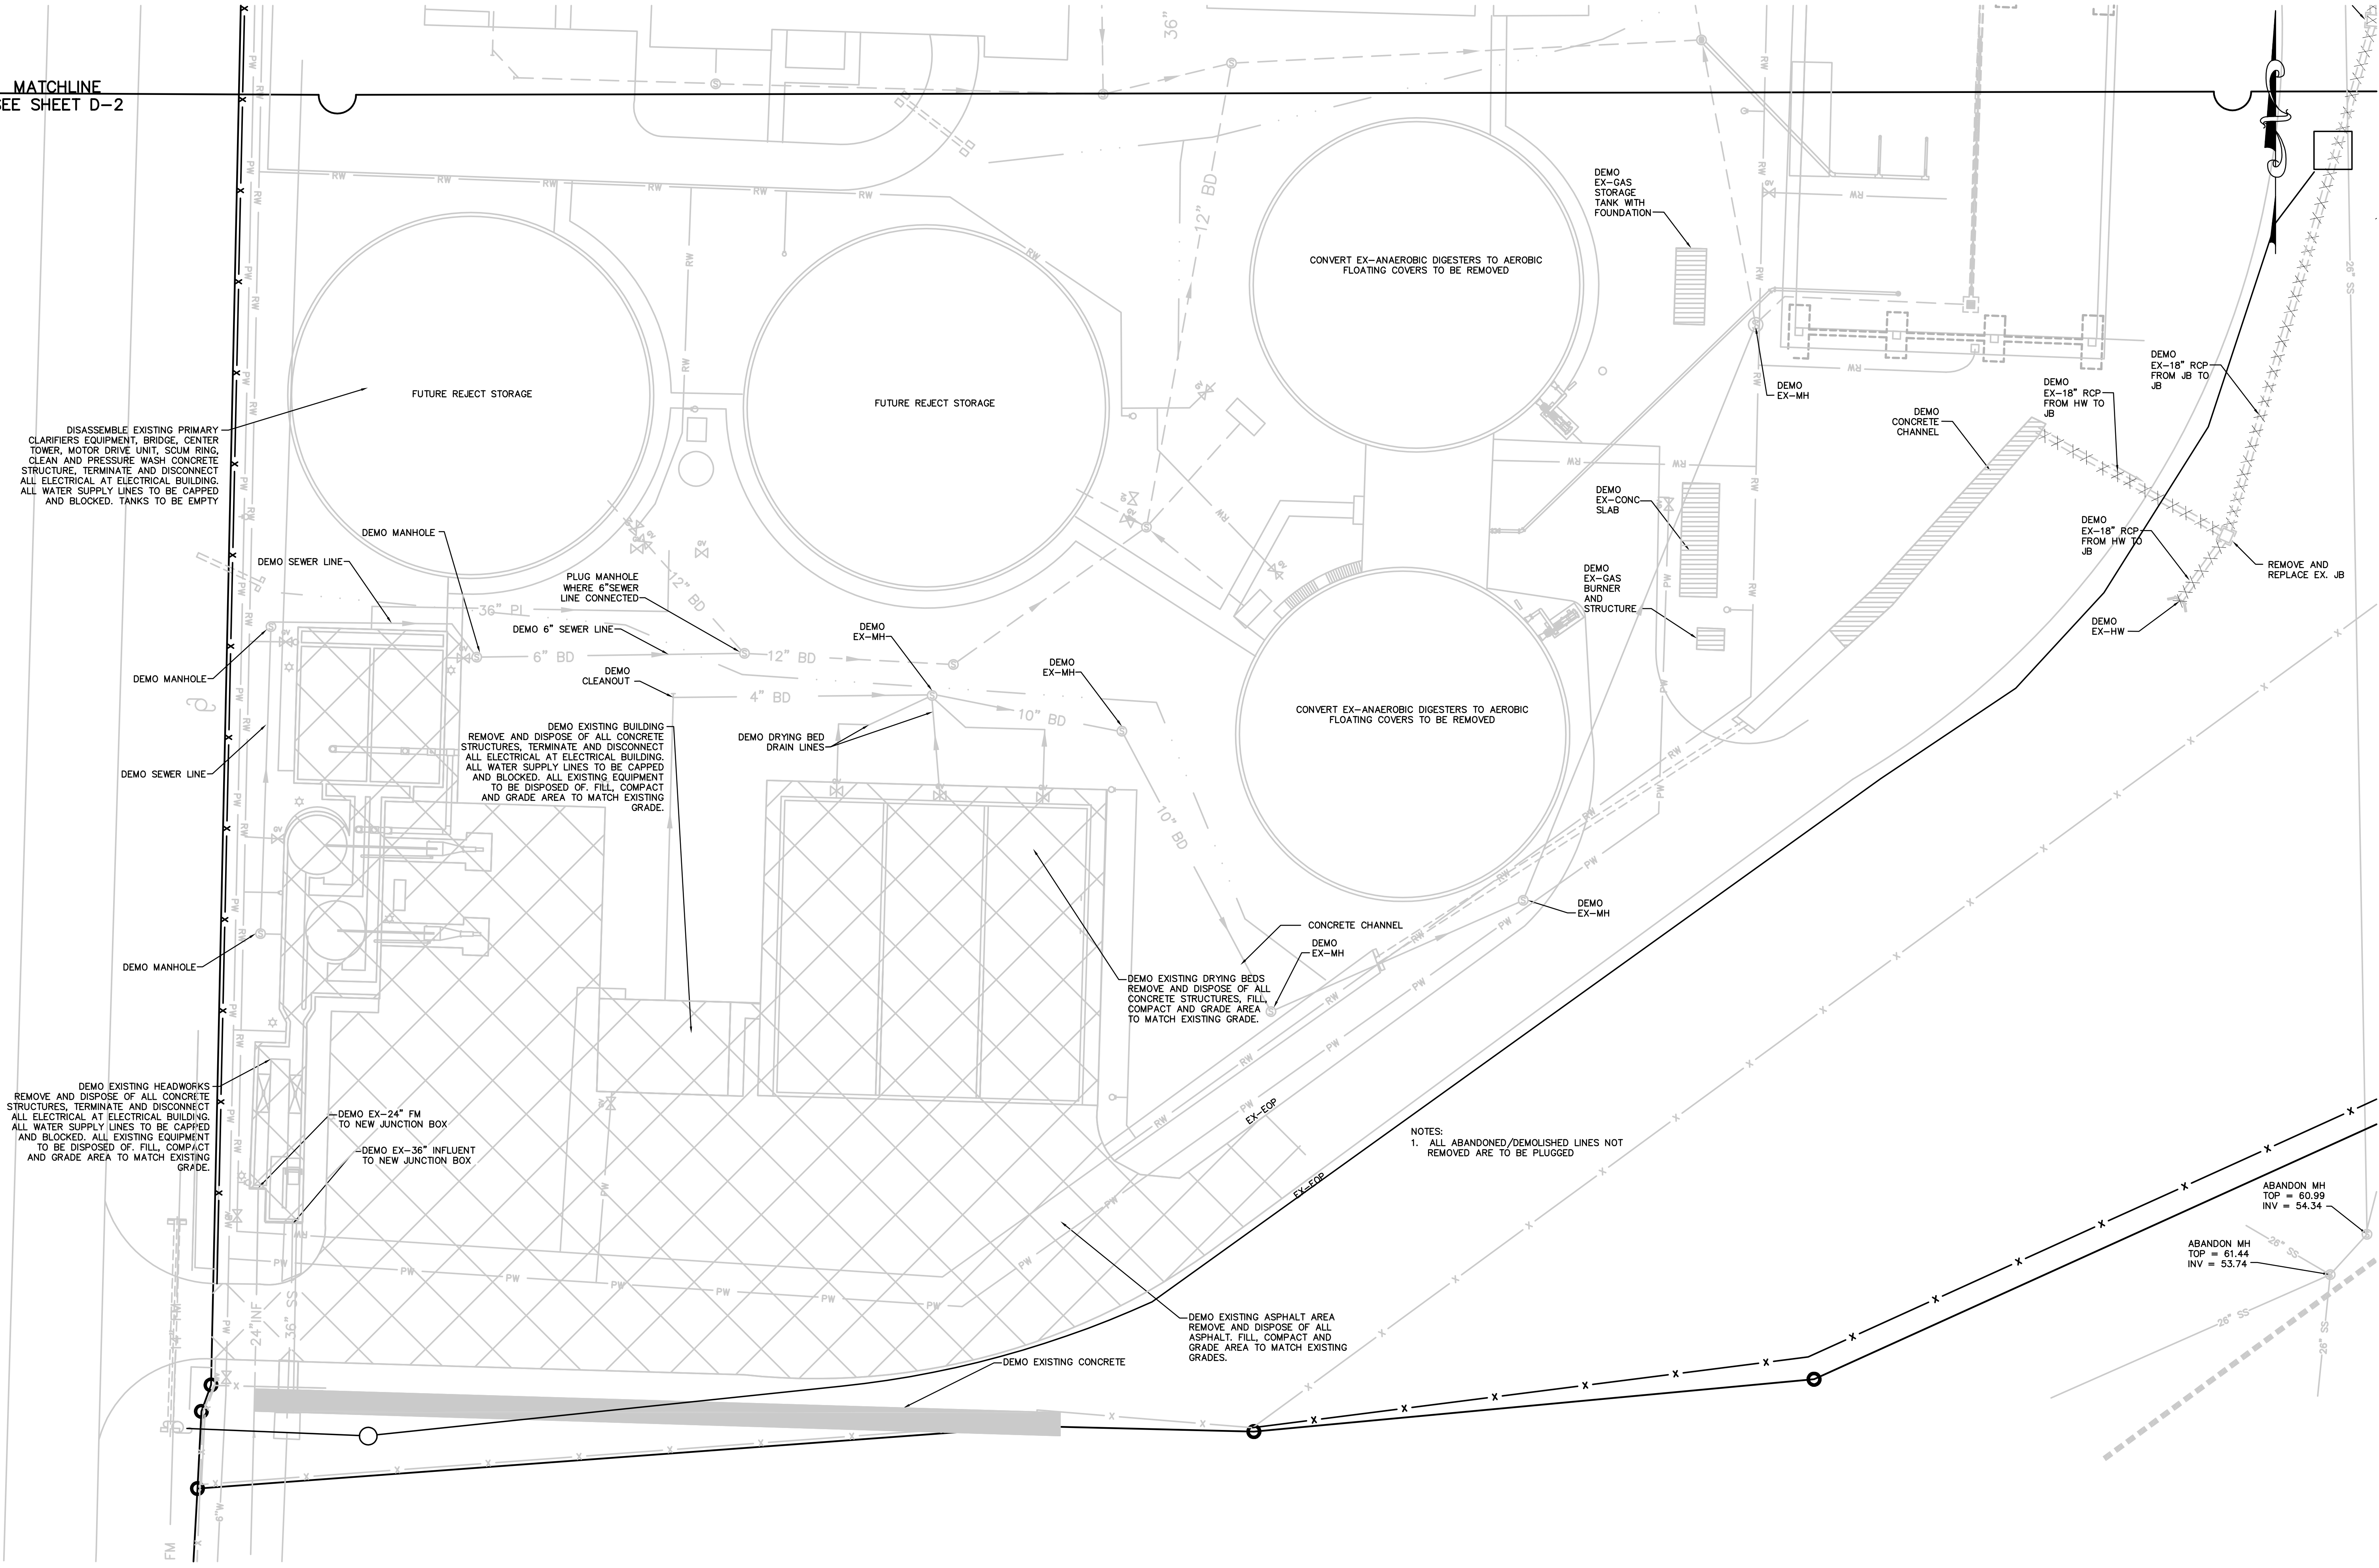 MATCHLINE
SEE SHEET D-2
36"
12" BD
DEMO
EX-GAS
STORAGE
TANK WITH
FOUNDATION
CONVERT EX-ANAEROBIC DIGESTERS TO AEROBIC
FLOATING COVERS TO BE REMOVED
26" SS
FUTURE REJECT STORAGE
FUTURE REJECT STORAGE
DISASSEMBLE EXISTING PRIMARY
CLARIFIERS EQUIPMENT, BRIDGE, CENTER
TOWER, MOTOR DRIVE UNIT, SCUM RING,
CLEAN AND PRESSURE WASH CONCRETE
STRUCTURE, TERMINATE AND DISCONNECT
ALL ELECTRICAL AT ELECTRICAL BUILDING.
ALL WATER SUPPLY LINES TO BE CAPPED
AND BLOCKED. TANKS TO BE EMPTY
DEMO
EX-MH
DEMO
EX-18" RCP
FROM JB TO
JB
DEMO
EX-18" RCP
FROM HW TO
JB
DEMO
CONCRETE
CHANNEL
DEMO
EX-CONC
SLAB
DEMO
EX-18" RCP
FROM HW TO
JB
REMOVE AND
REPLACE EX. JB
DEMO
EX-HW
DEMO
EX-GAS
BURNER
AND
STRUCTURE
DEMO MANHOLE
DEMO SEWER LINE
PLUG MANHOLE
WHERE 6"SEWER
LINE CONNECTED
12" BD
36" PI
DEMO 6" SEWER LINE
6" BD
12" BD
DEMO
EX-MH
DEMO
EX-MH
DEMO MANHOLE
DEMO
CLEANOUT
4" BD
10" BD
DEMO EXISTING BUILDING
REMOVE AND DISPOSE OF ALL CONCRETE
STRUCTURES, TERMINATE AND DISCONNECT
ALL ELECTRICAL AT ELECTRICAL BUILDING.
ALL WATER SUPPLY LINES TO BE CAPPED
AND BLOCKED. ALL EXISTING EQUIPMENT
TO BE DISPOSED OF. FILL, COMPACT
AND GRADE AREA TO MATCH EXISTING
GRADE.
DEMO DRYING BED
DRAIN LINES
CONVERT EX-ANAEROBIC DIGESTERS TO AEROBIC
FLOATING COVERS TO BE REMOVED
DEMO SEWER LINE
10" BD
DEMO
EX-MH
CONCRETE CHANNEL
DEMO
EX-MH
DEMO MANHOLE
DEMO EXISTING DRYING BEDS
REMOVE AND DISPOSE OF ALL
CONCRETE STRUCTURES, FILL,
COMPACT AND GRADE AREA
TO MATCH EXISTING GRADE.
DEMO EXISTING HEADWORKS
REMOVE AND DISPOSE OF ALL CONCRETE
STRUCTURES, TERMINATE AND DISCONNECT
ALL ELECTRICAL AT ELECTRICAL BUILDING.
ALL WATER SUPPLY LINES TO BE CAPPED
AND BLOCKED. ALL EXISTING EQUIPMENT
TO BE DISPOSED OF. FILL, COMPACT
AND GRADE AREA TO MATCH EXISTING
GRADE.
DEMO EX-24" FM
TO NEW JUNCTION BOX
DEMO EX-36" INFLUENT
TO NEW JUNCTION BOX
EX-EOP
EX-EOP
NOTES:
1. ALL ABANDONED/DEMOLISHED LINES NOT
REMOVED ARE TO BE PLUGGED
ABANDON MH
TOP = 60.99
INV = 54.34
ABANDON MH
TOP = 61.44
INV = 53.74
26" SS
26" SS
26" SS
24"INF
36" SS
DEMO EXISTING ASPHALT AREA
REMOVE AND DISPOSE OF ALL
ASPHALT. FILL, COMPACT AND
GRADE AREA TO MATCH EXISTING
GRADES.
DEMO EXISTING CONCRETE
6"W
FM